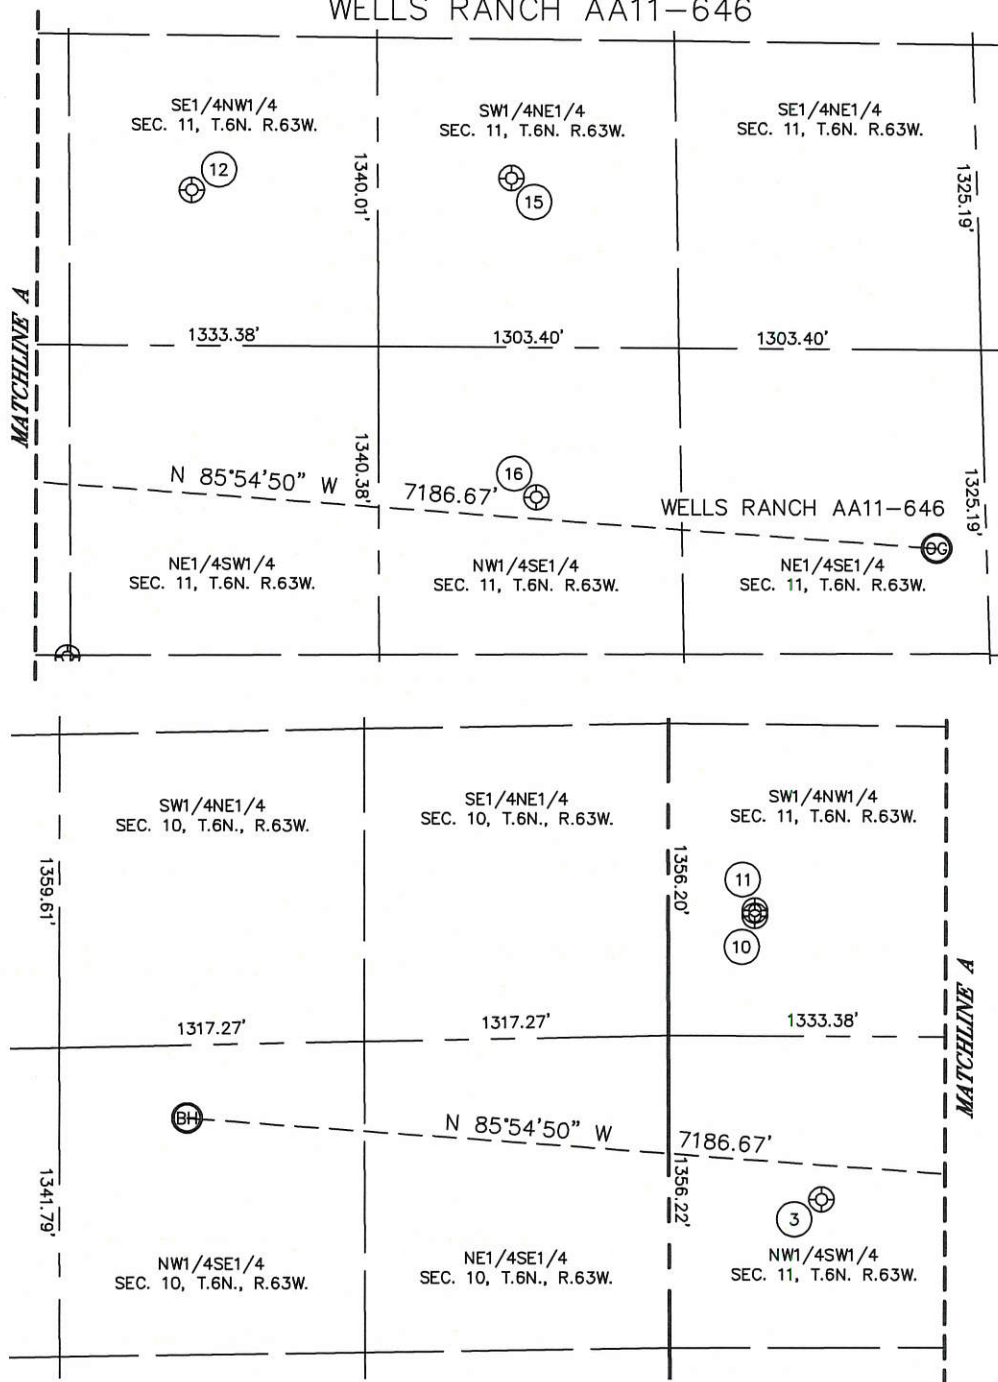 WELLS RANCH AA11-646
SE1/4NW1/4
SEC. 11, T.6N. R.63W.
SW1/4NE1/4
SEC. 11, T.6N. R.63W.
SE1/4NE1/4
SEC. 11, T.6N. R.63W.
12
15
1340.01'
1325.19'
MATCHLINE A
1333.38'
1303.40'
1303.40'
N 85°54'50" W
1340.38'
7186.67'
16
WELLS RANCH AA11-646
1325.19'
OG
NE1/4SW1/4
SEC. 11, T.6N. R.63W.
NW1/4SE1/4
SEC. 11, T.6N. R.63W.
NE1/4SE1/4
SEC. 11, T.6N. R.63W.
SW1/4NE1/4
SEC. 10, T.6N., R.63W.
SE1/4NE1/4
SEC. 10, T.6N., R.63W.
SW1/4NW1/4
SEC. 11, T.6N. R.63W.
1359.61'
1356.20'
11
10
MATCHLINE A
1317.27'
1317.27'
1333.38'
BH
N 85°54'50" W
7186.67'
1341.79'
1356.22'
3
NW1/4SE1/4
SEC. 10, T.6N., R.63W.
NE1/4SE1/4
SEC. 10, T.6N., R.63W.
NW1/4SW1/4
SEC. 11, T.6N. R.63W.